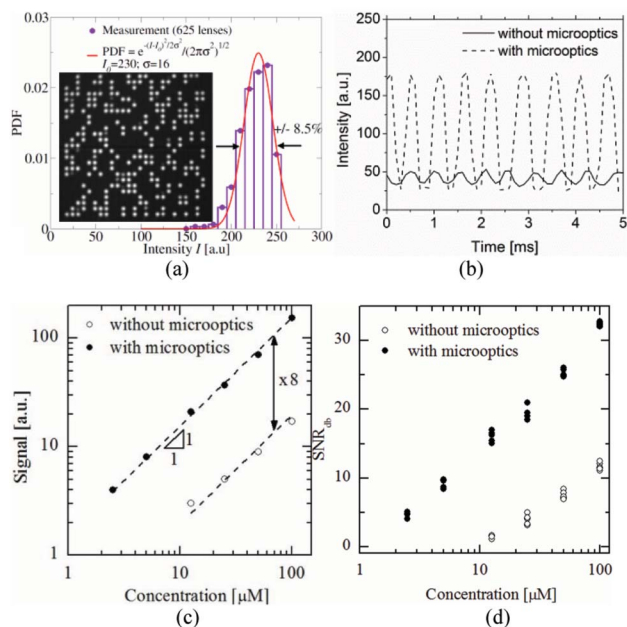 Measurement (625 lenses)
PDF = e^-(I-I₀)²/2σ²/(2πσ²)^1/2
I₀=230; σ=16
+/- 8.5%
PDF
0.03
0.02
0.01
0
0 50 100 150 200 250 300
Intensity I [a.u]
(a)
without microoptics
with microoptics
Intensity [a.u.]
250
200
150
100
50
0
0 1 2 3 4 5
Time [ms]
(b)
without microoptics
with microoptics
x 8
1
1
Signal [a.u.]
100
10
1
1 10 100
Concentration [μM]
(c)
without microoptics
with microoptics
SNR_db
30
20
10
0
1 10 100
Concentration [μM]
(d)